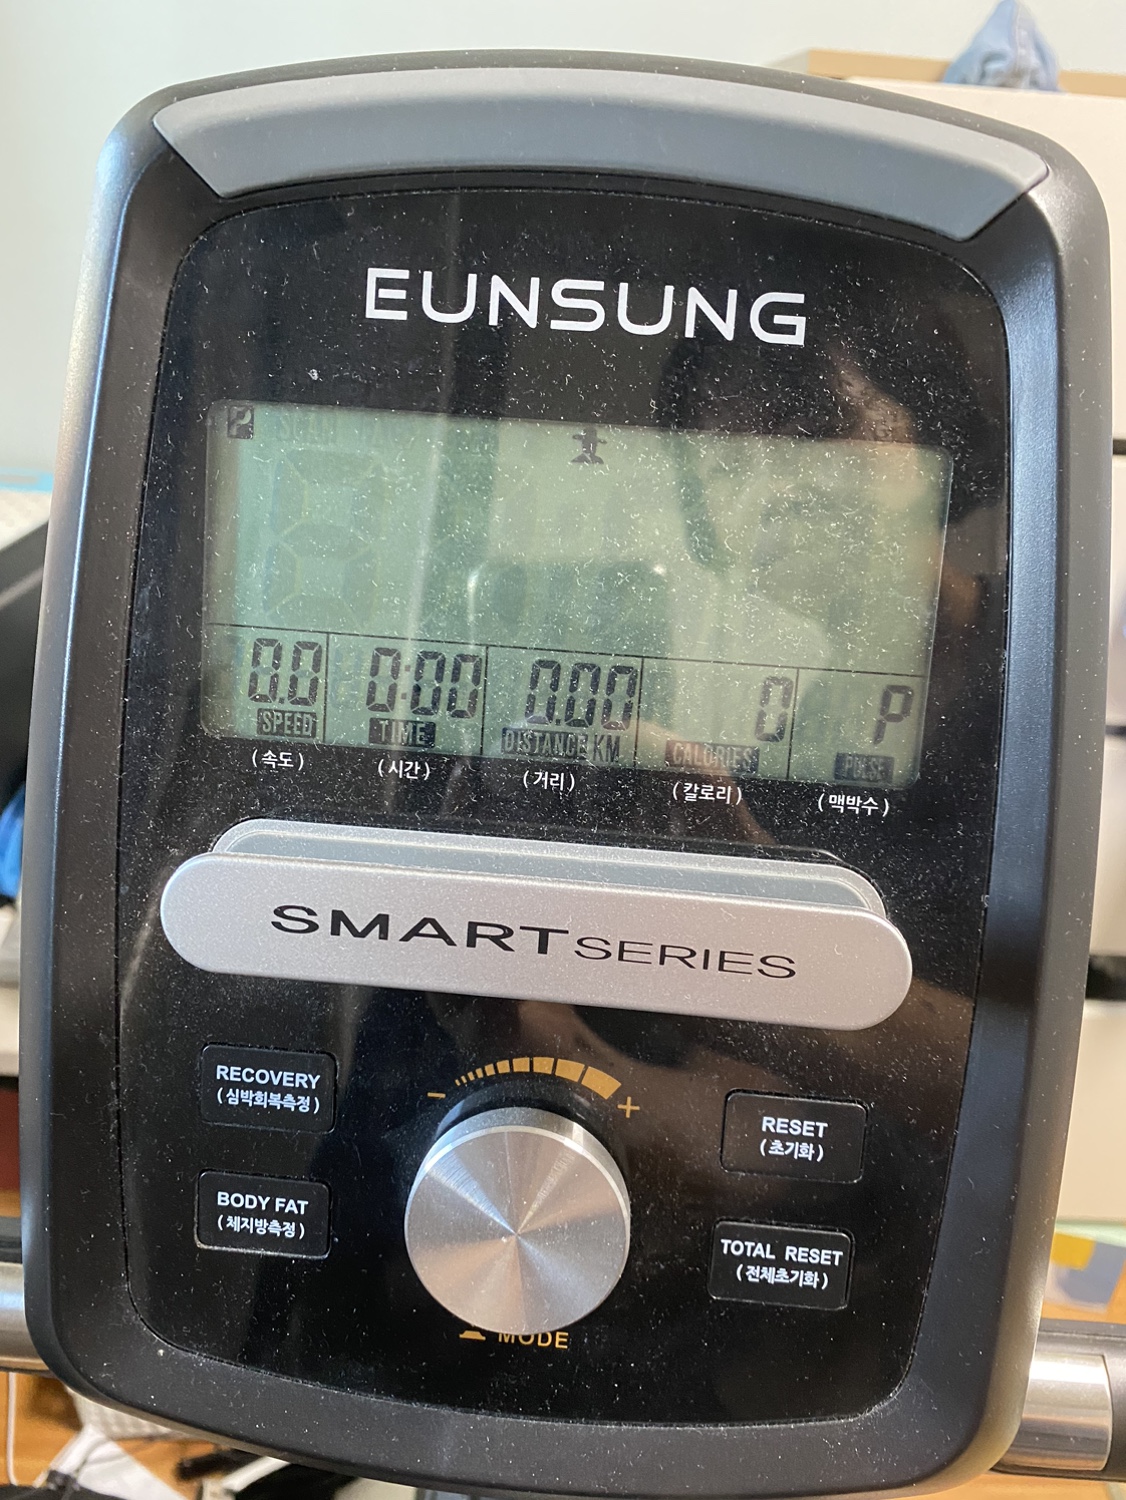 EUNSUNG
P
0.0 0:00 0.00 0 P
SPEED TIME DISTANCE KM CALORIES PULSE
(속도) (시간) (거리) (칼로리) (맥박수)
SMART SERIES
RECOVERY
(심박회복측정)
BODY FAT
(체지방측정)
- +
MODE
RESET
(초기화)
TOTAL RESET
(전체초기화)